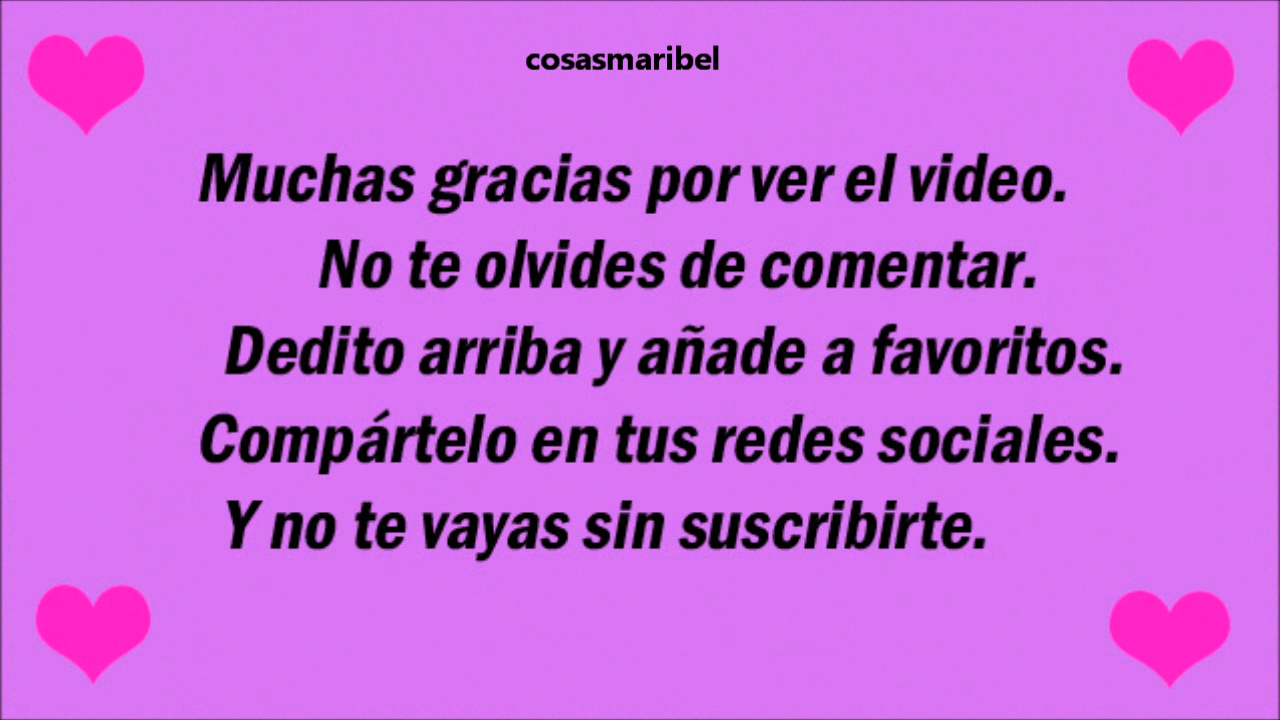 cosasmaribel
Muchas gracias por ver el video.
No te olvides de comentar.
Dedito arriba y añade a favoritos.
Compártelo en tus redes sociales.
Y no te vayas sin suscribirte.